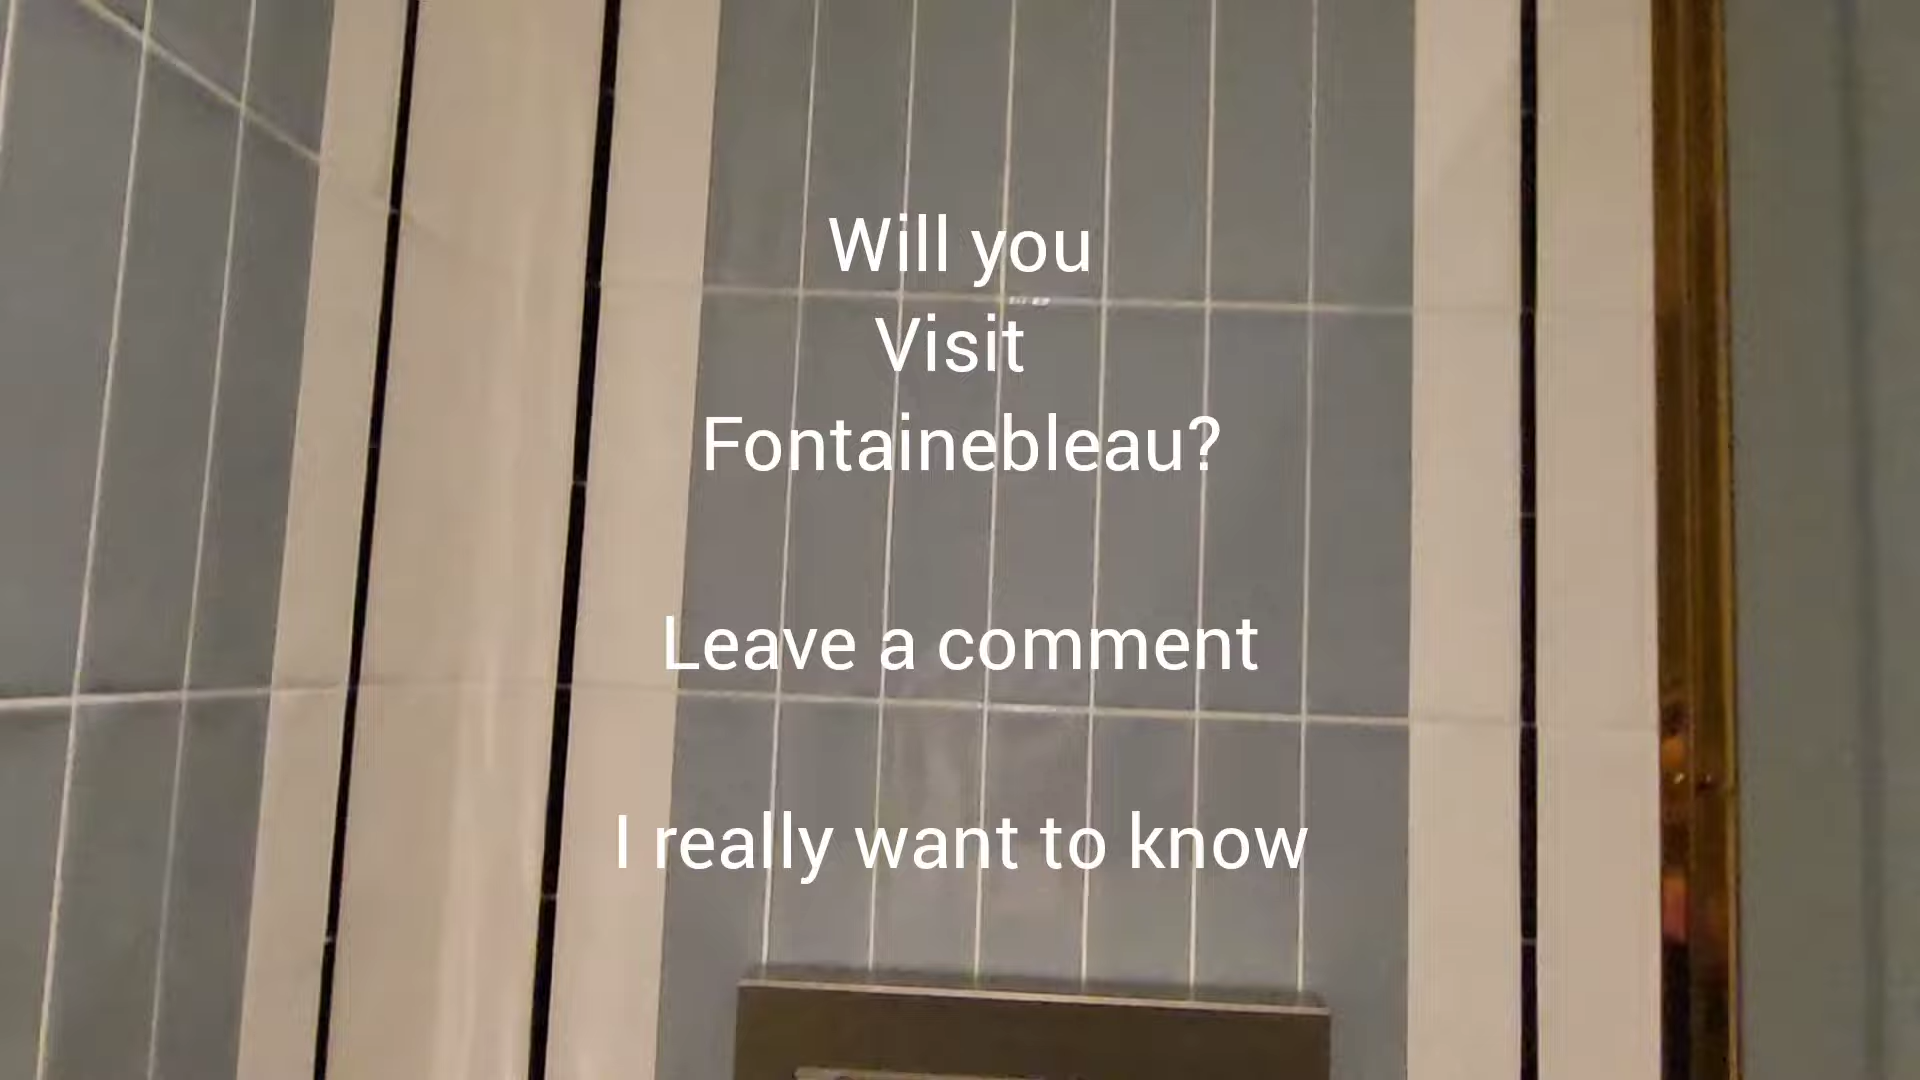 Will you
Visit
Fontainebleau?
Leave a comment
I really want to know